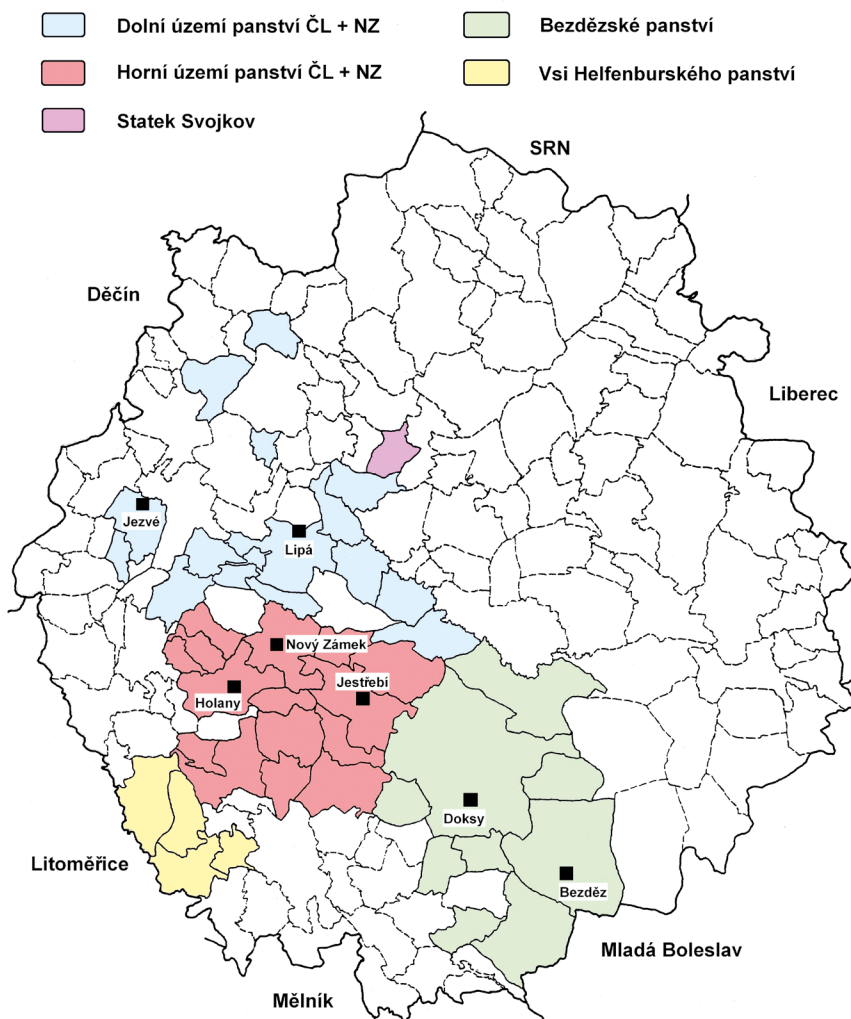 Dolní území panství ČL + NZ
Horní území panství ČL + NZ
Statek Svojkov
Bezdězské panství
Vsi Helfenburského panství
SRN
Děčín
Liberec
Jezvé
Lipá
Nový Zámek
Jestřebí
Holany
Doksy
Litoměřice
Bezděz
Mladá Boleslav
Mělník